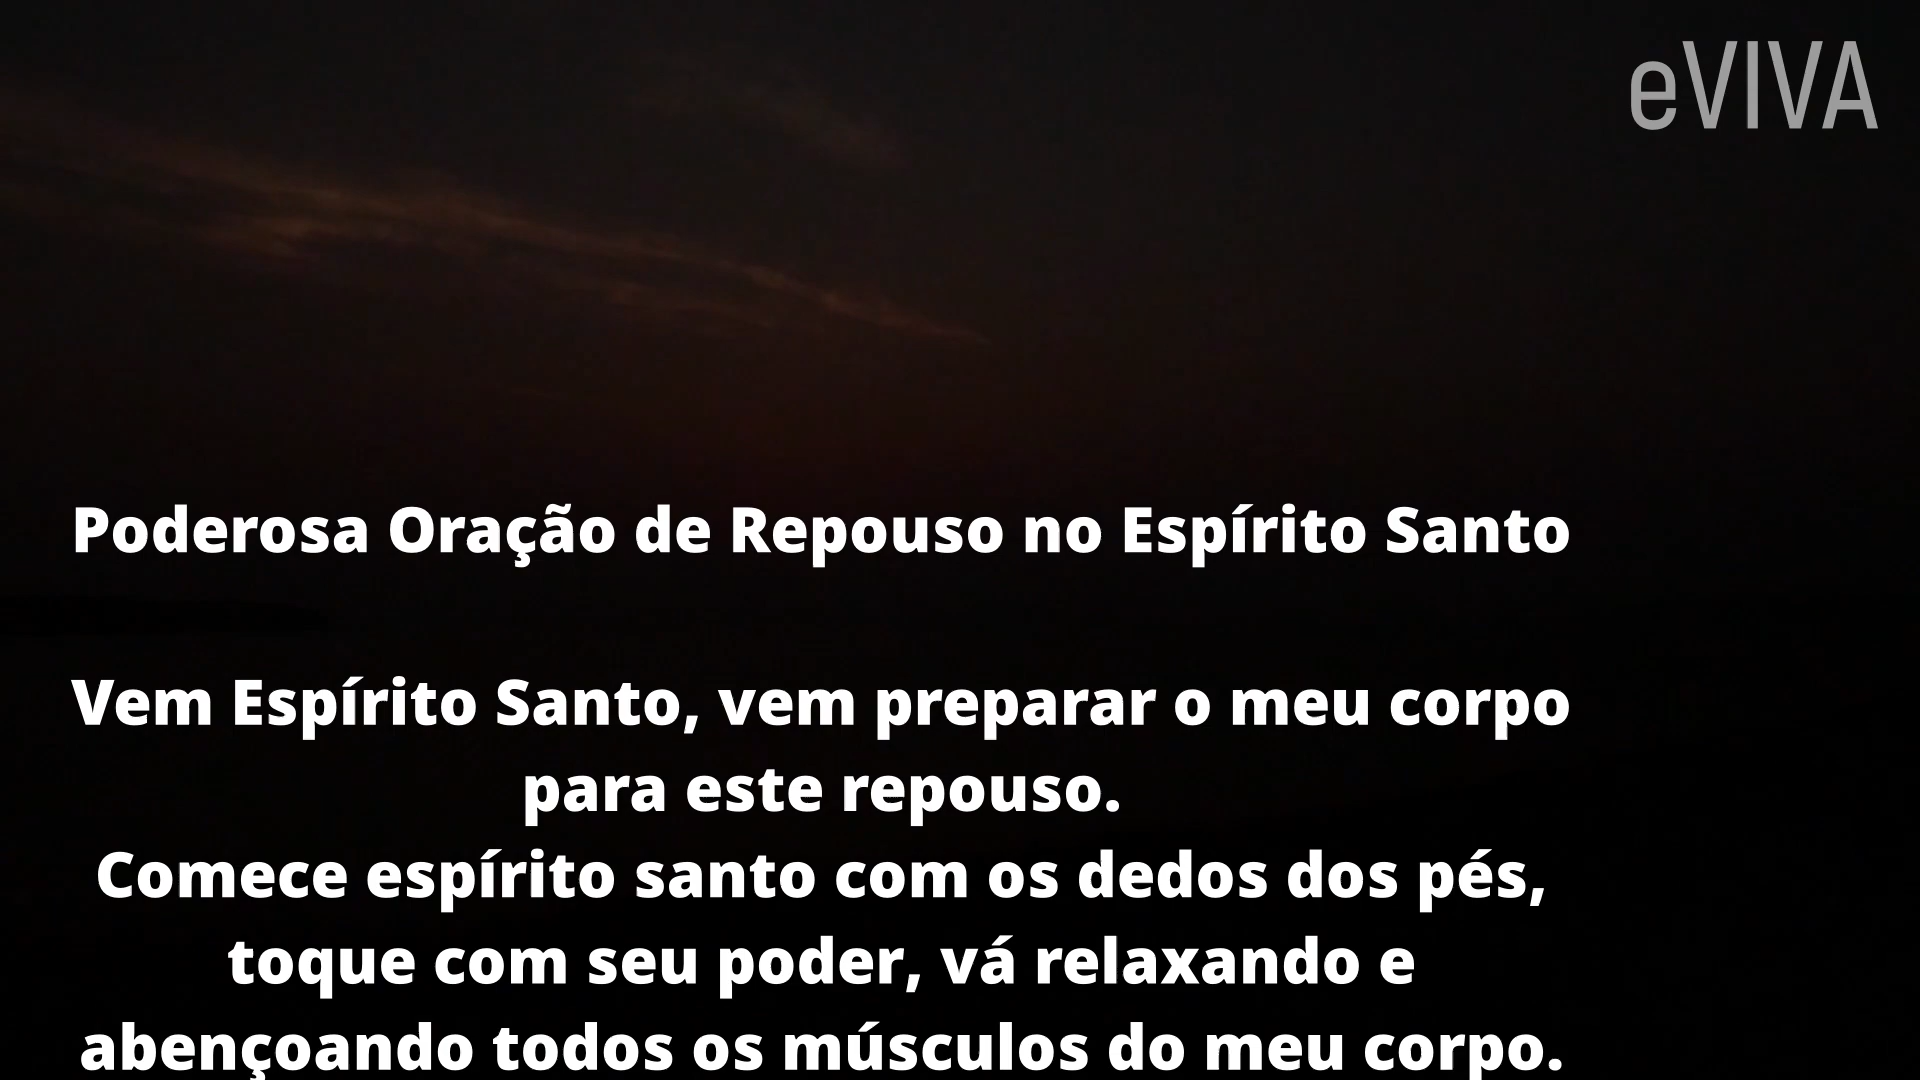 eVIVA
Poderosa Oração de Repouso no Espírito Santo
Vem Espírito Santo, vem preparar o meu corpo
para este repouso.
Comece espírito santo com os dedos dos pés,
toque com seu poder, vá relaxando e
abençoando todos os músculos do meu corpo.